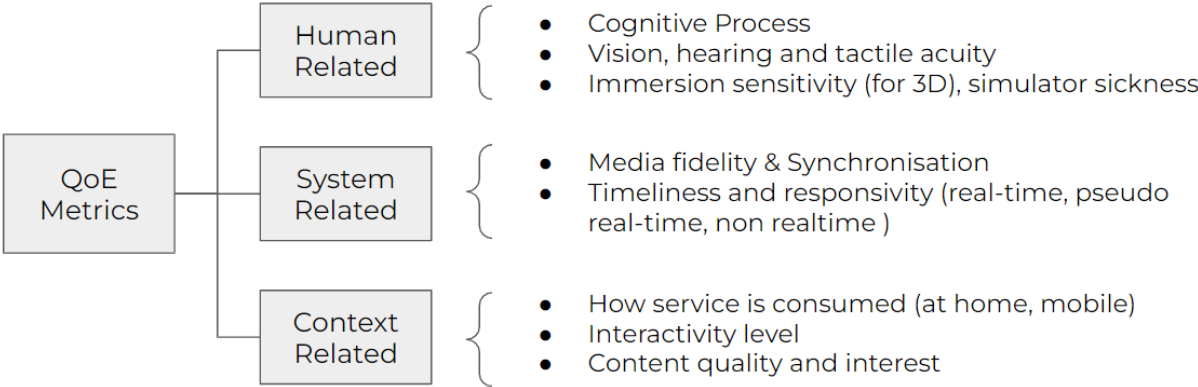 QoE
Metrics
Human
Related
● Cognitive Process
● Vision, hearing and tactile acuity
● Immersion sensitivity (for 3D), simulator sickness
System
Related
● Media fidelity & Synchronisation
● Timeliness and responsivity (real-time, pseudo
real-time, non realtime )
Context
Related
● How service is consumed (at home, mobile)
● Interactivity level
● Content quality and interest